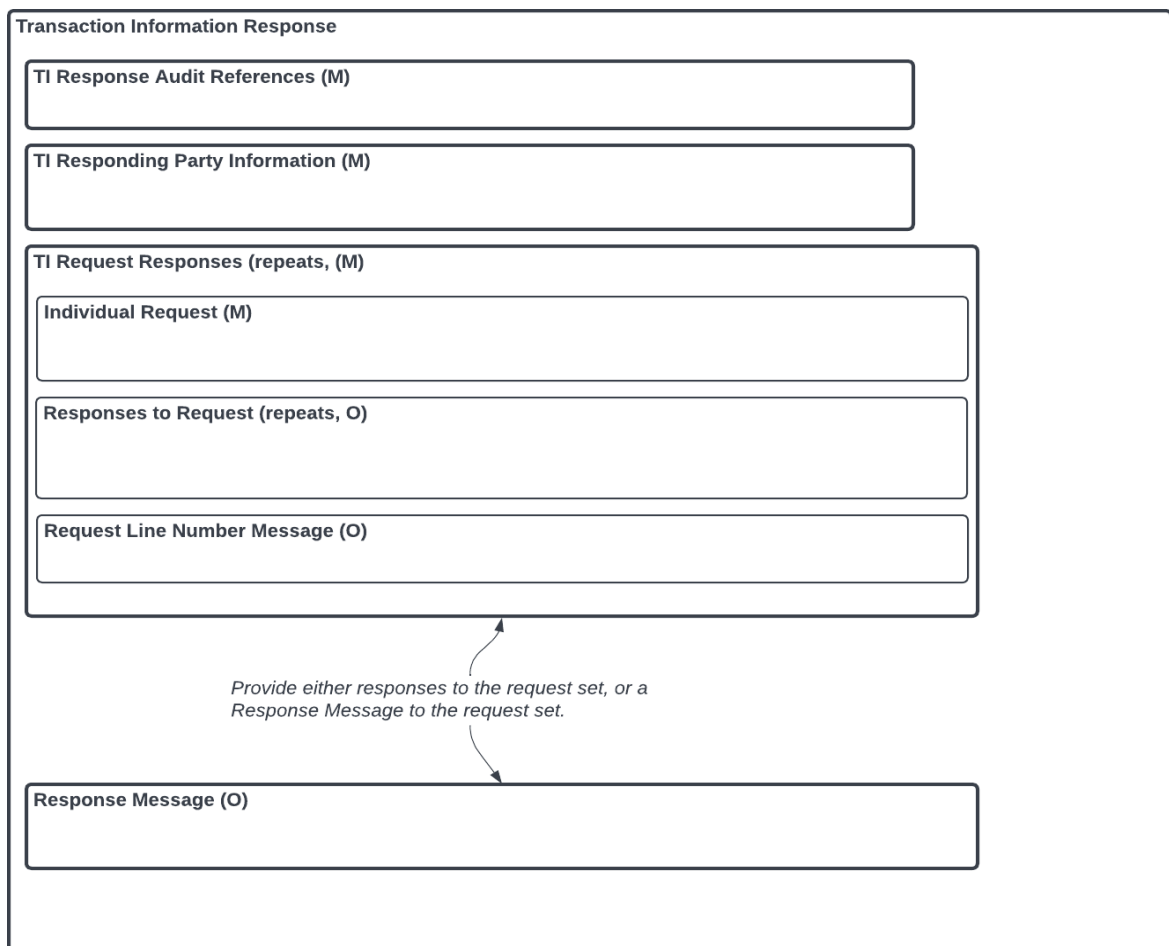 Transaction Information Response
TI Response Audit References (M)
TI Responding Party Information (M)
TI Request Responses (repeats, (M)
Individual Request (M)
Responses to Request (repeats, O)
Request Line Number Message (O)
Provide either responses to the request set, or a
Response Message to the request set.
Response Message (O)